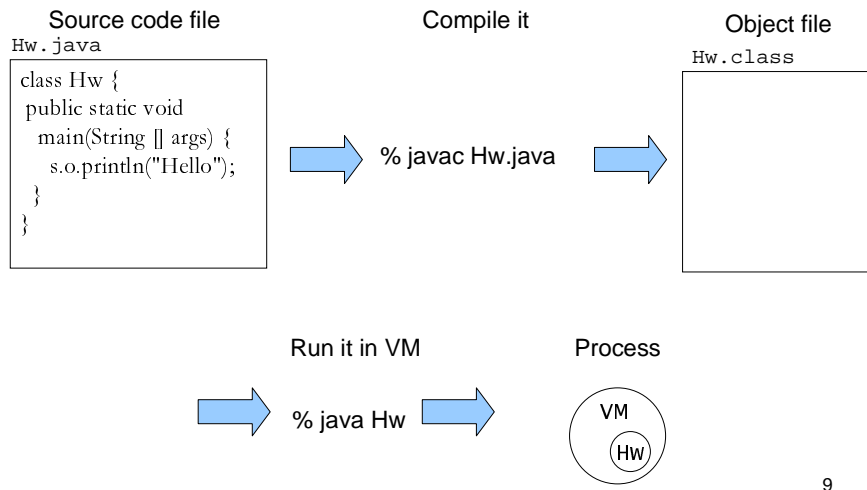 Source code file
Hw.java
class Hw {
public static void
main(String [] args) {
s.o.println("Hello");
}
}
Compile it
% javac Hw.java
Object file
Hw.class
Run it in VM
% java Hw
Process
VM
Hw
9